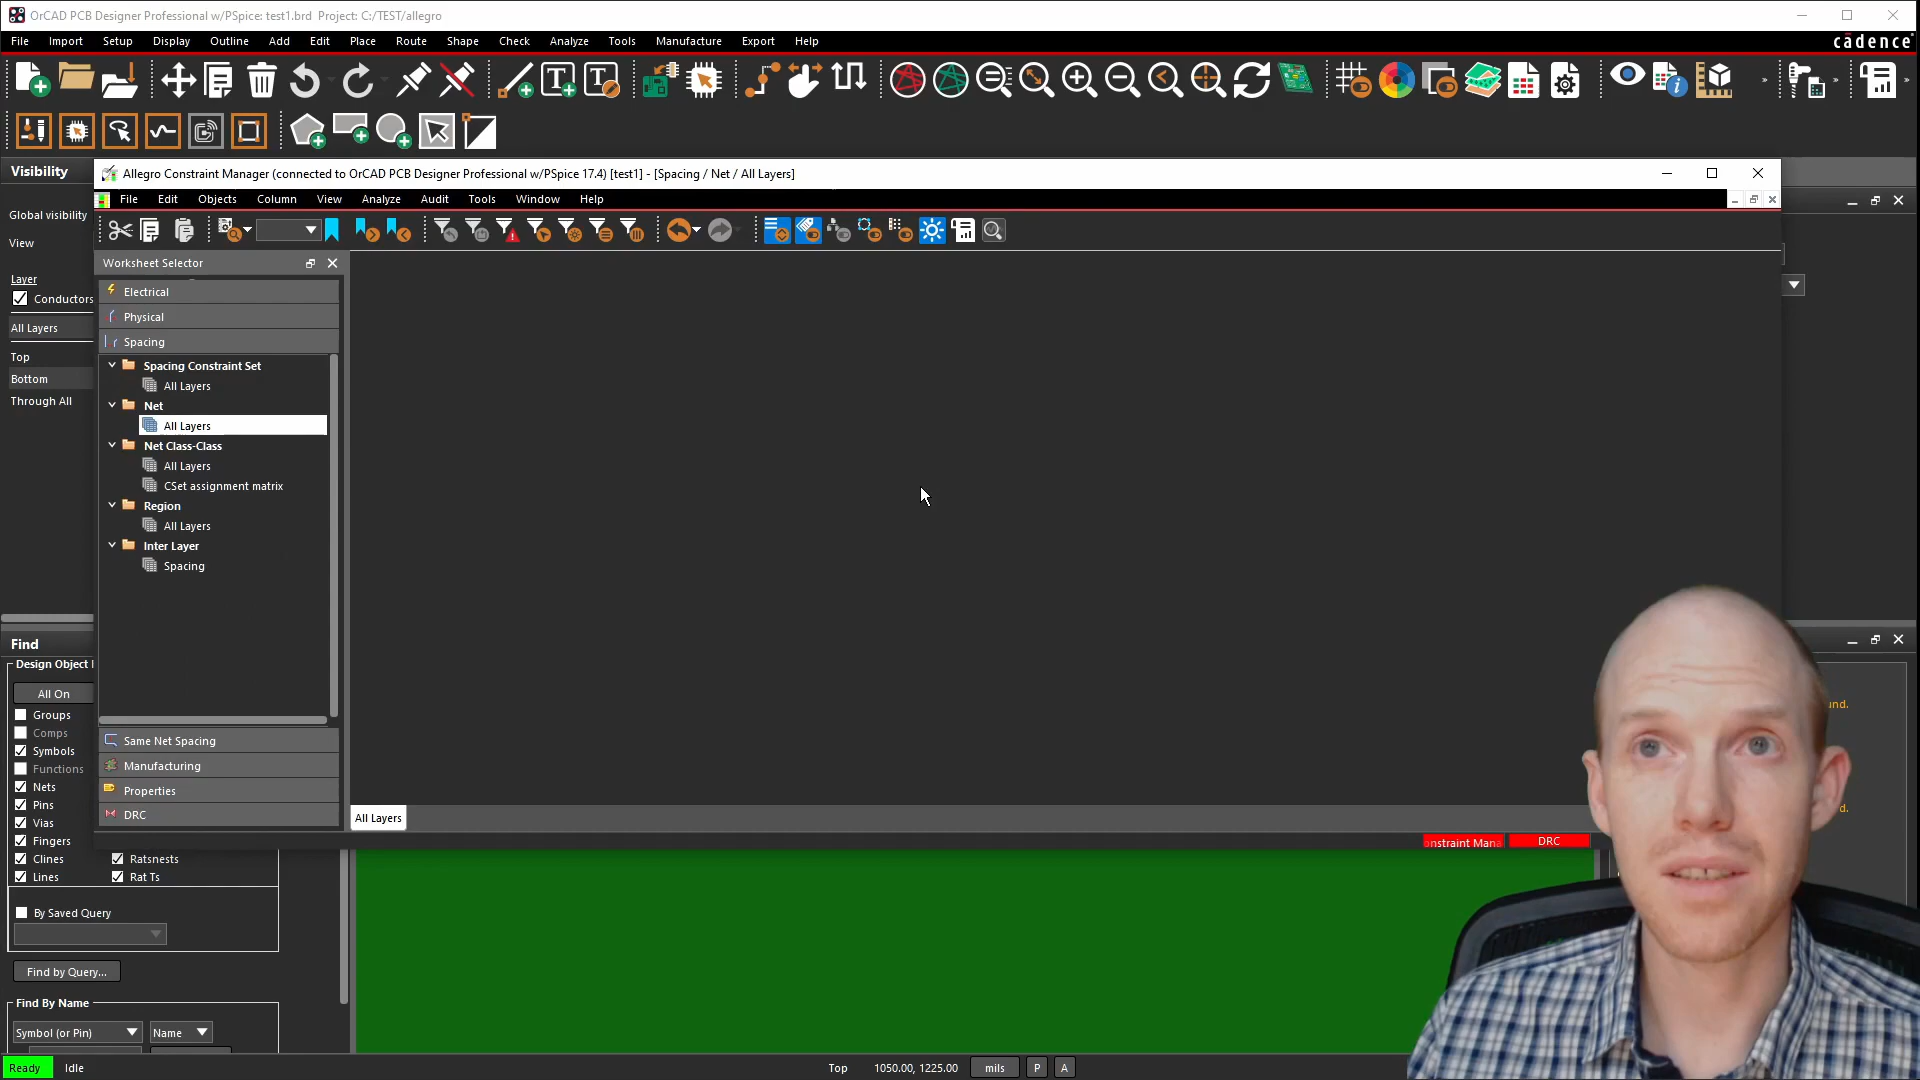 OrCAD PCB Designer Professional w/PSpice: test1.brd  Project: C:/TEST/allegro
File Import Setup Display Outline Add Edit Place Route Shape Check Analyze Tools Manufacture Export Help
cādence
Visibility
Global visibility
View
Layer
Conductors
All Layers
Top
Bottom
Through All
Allegro Constraint Manager (connected to OrCAD PCB Designer Professional w/PSpice 17.4) [test1] - [Spacing / Net / All Layers]
File Edit Objects Column View Analyze Audit Tools Window Help
Worksheet Selector
Electrical
Physical
Spacing
Spacing Constraint Set
All Layers
Net
All Layers
Net Class-Class
All Layers
CSet assignment matrix
Region
All Layers
Inter Layer
Spacing
Same Net Spacing
Manufacturing
Properties
DRC
All Layers
onstraint Mana
DRC
Find
Design Object
All On
Groups
Comps
Symbols
Functions
Nets
Pins
Vias
Fingers
Clines Ratsnests
Lines Rat Ts
By Saved Query
Find by Query...
Find By Name
Symbol (or Pin) Name
und.
d.
Ready Idle Top 1050.00, 1225.00 mils P A